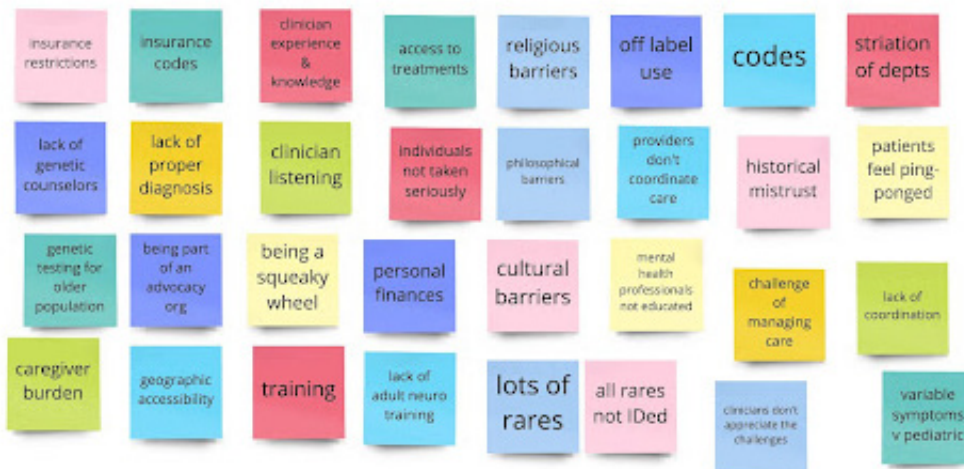 insurance
restrictions
insurance
codes
clinician
experience
&
knowledge
access to
treatments
religious
barriers
off label
use
codes
striation
of depts
lack of
genetic
counselors
lack of
proper
diagnosis
clinician
listening
individuals
not taken
seriously
philosophical
barriers
providers
don't
coordinate
care
historical
mistrust
patients
feel ping-
ponged
genetic
testing for
older
population
being part
of an
advocacy
org
being a
squeaky
wheel
personal
finances
cultural
barriers
mental
health
professionals
not educated
challenge
of
managing
care
lack of
coordination
caregiver
burden
geographic
accessibility
training
lack of
adult neuro
training
lots of
rares
all rares
not IDed
clinicians don't
appreciate the
challenges
variable
symptoms
v pediatric